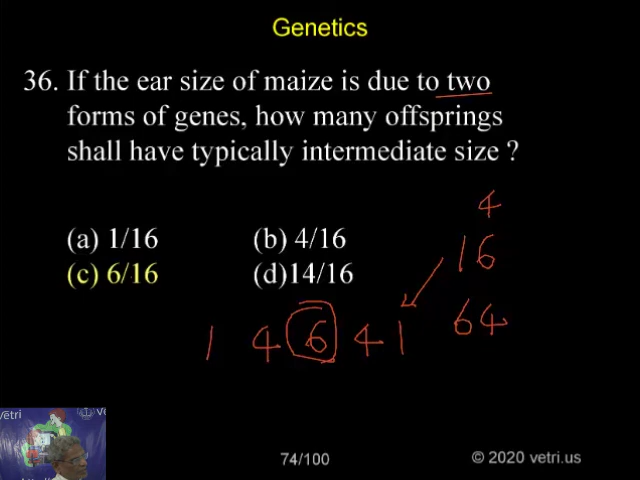 Genetics
36. If the ear size of maize is due to two
forms of genes, how many offsprings
shall have typically intermediate size ?
4
(a) 1/16 (b) 4/16
16
(c) 6/16 (d)14/16
1 4 6 4 1
64
Vetri
74/100 © 2020 vetri.us